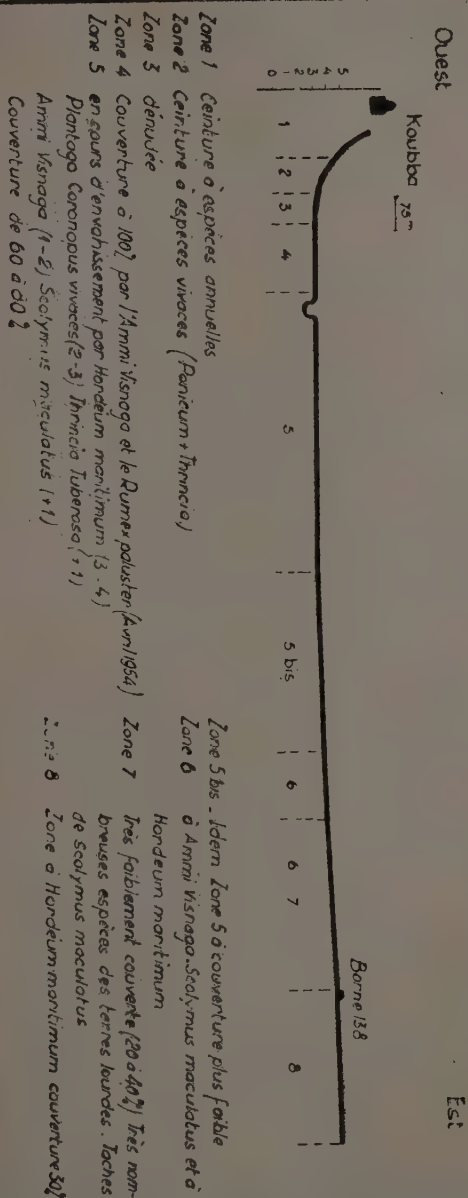 Ouest
Est
Koubba
75m
Borne 138
5
4
3
2
1
0
1 2 3 4 5 5 bis 6 6 7 8
Zone 1 Ceinture à espèces annuelles
Zone 2 Ceinture à espèces vivaces (Panicum + Thrincia)
Zone 3 dénudée
Zone 4 Couverture à 100% par l'Ammi Visnaga et le Rumex paluster (Avril 1954)
Zone 5 en cours d'envahissement par Hordeum maritimum (3-4)
Plantago Coronopus vivaces (2-3) Thrincia Tuberosa (+1)
Ammi Visnaga (1-2) Scolymus maculatus (+1)
Couverture de 60 à 80%
Zone 5 bis - Idem Zone 5 à couverture plus faible
Zone 6 à Ammi Visnaga. Scolymus maculatus et à
Hordeum maritimum
Zone 7 Très faiblement couverte (20 à 40%) Très nom-
breuses espèces des terres lourdes. Taches
de Scolymus maculatus
Zone 8 Zone à Hordeum maritimum couverture 30%